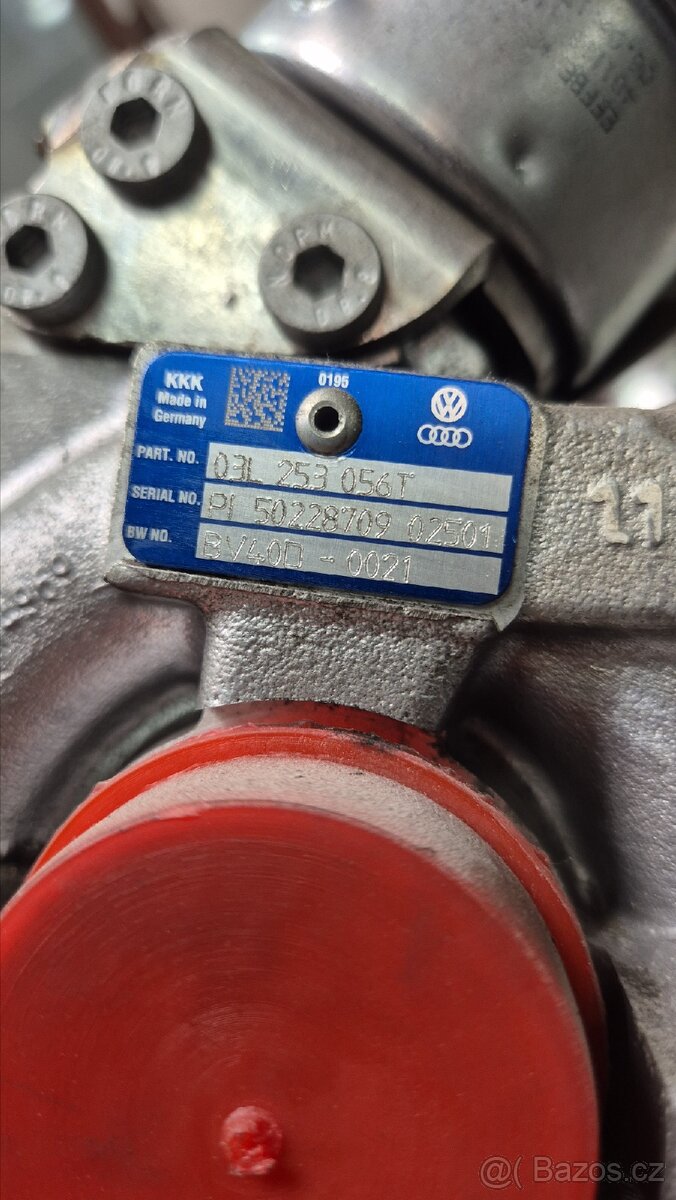 KKK
Made in
Germany
0195
PART. NO. 03L 253 056T
SERIAL NO. PI 50228709 02501
BW NO. BV40D - 0021
11
@( Bazos.cz